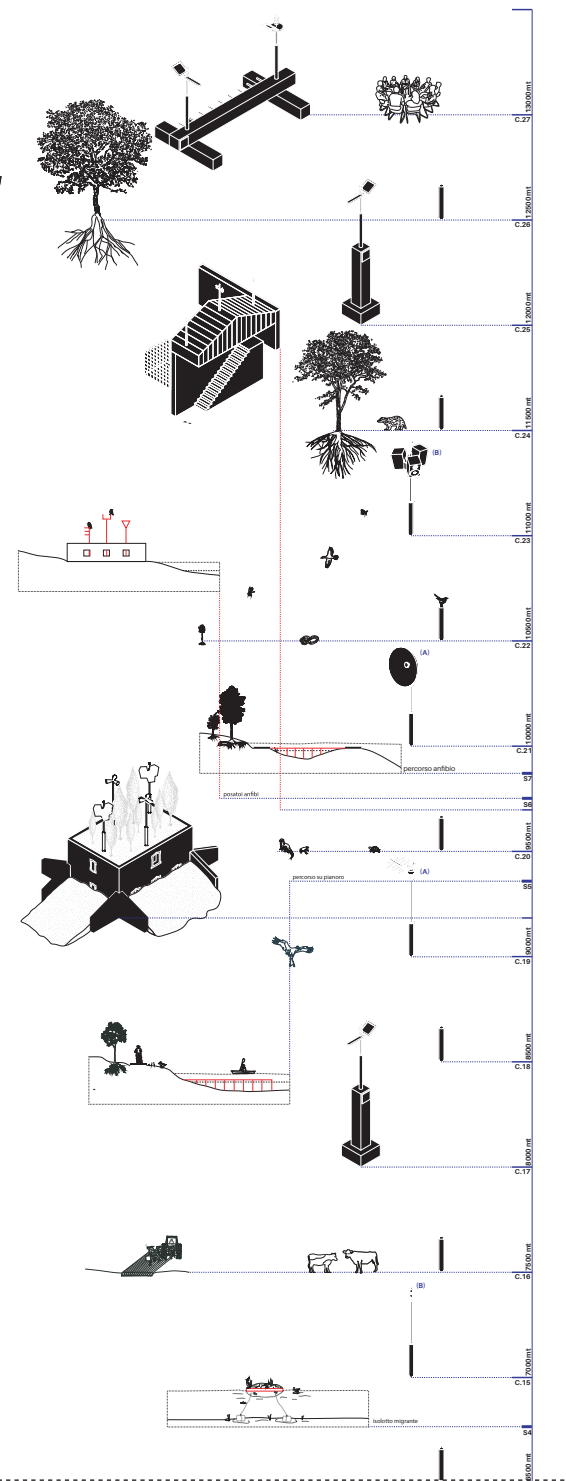 13000 mt
C.27
12500 mt
C.26
12000 mt
C.25
11500 mt
C.24
(B)
11000 mt
C.23
10500 mt
C.22
(A)
10000 mt
C.21
percorso anfibio
S7
posatoi anfibi
S6
9500 mt
C.20
(A)
percorso su pianoro
S5
9000 mt
C.19
8500 mt
C.18
8000 mt
C.17
7500 mt
C.16
(B)
7000 mt
C.15
isolotto migrante
S4
6500 mt